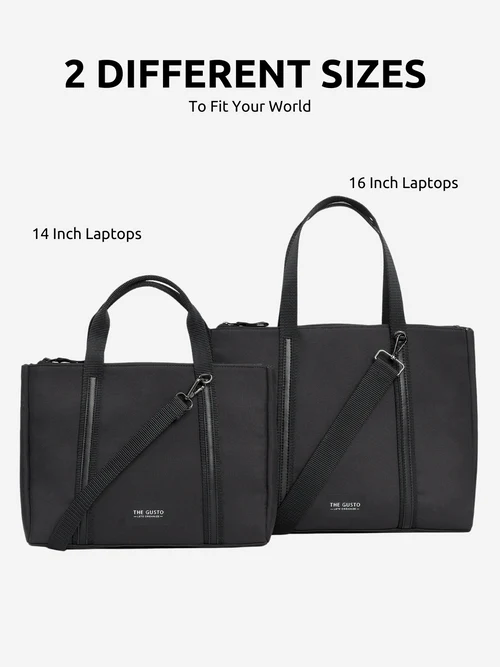 2 DIFFERENT SIZES
To Fit Your World
16 Inch Laptops
14 Inch Laptops
THE GUSTO
THE GUSTO